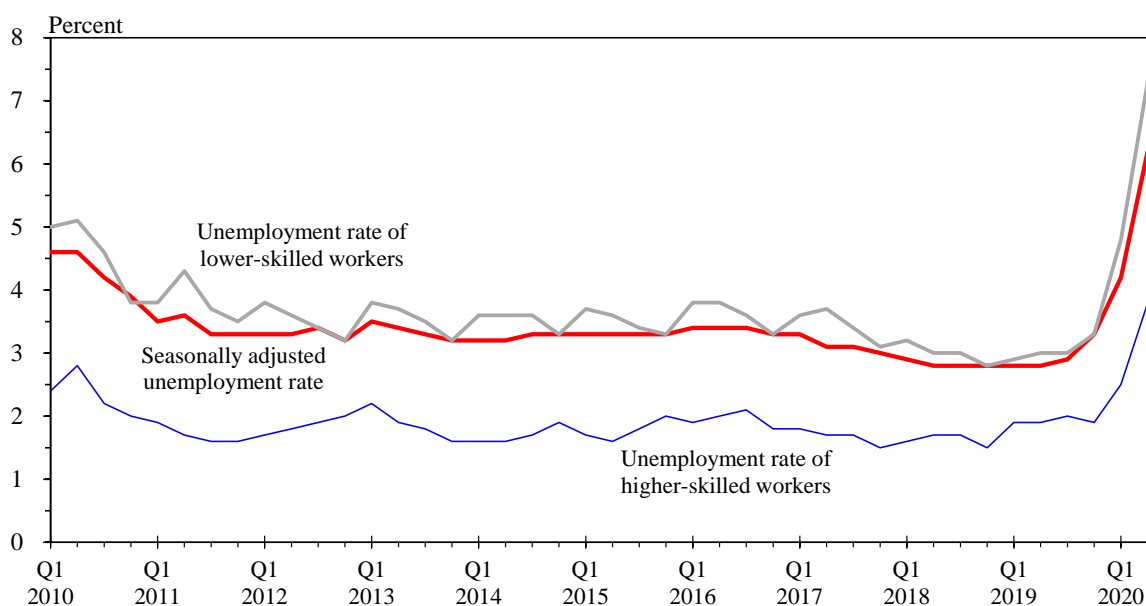 Percent
8
7
6
5
4
3
2
1
0
Unemployment rate of
lower-skilled workers
Seasonally adjusted
unemployment rate
Unemployment rate of
higher-skilled workers
Q1 Q1 Q1 Q1 Q1 Q1 Q1 Q1 Q1 Q1 Q1
2010 2011 2012 2013 2014 2015 2016 2017 2018 2019 2020